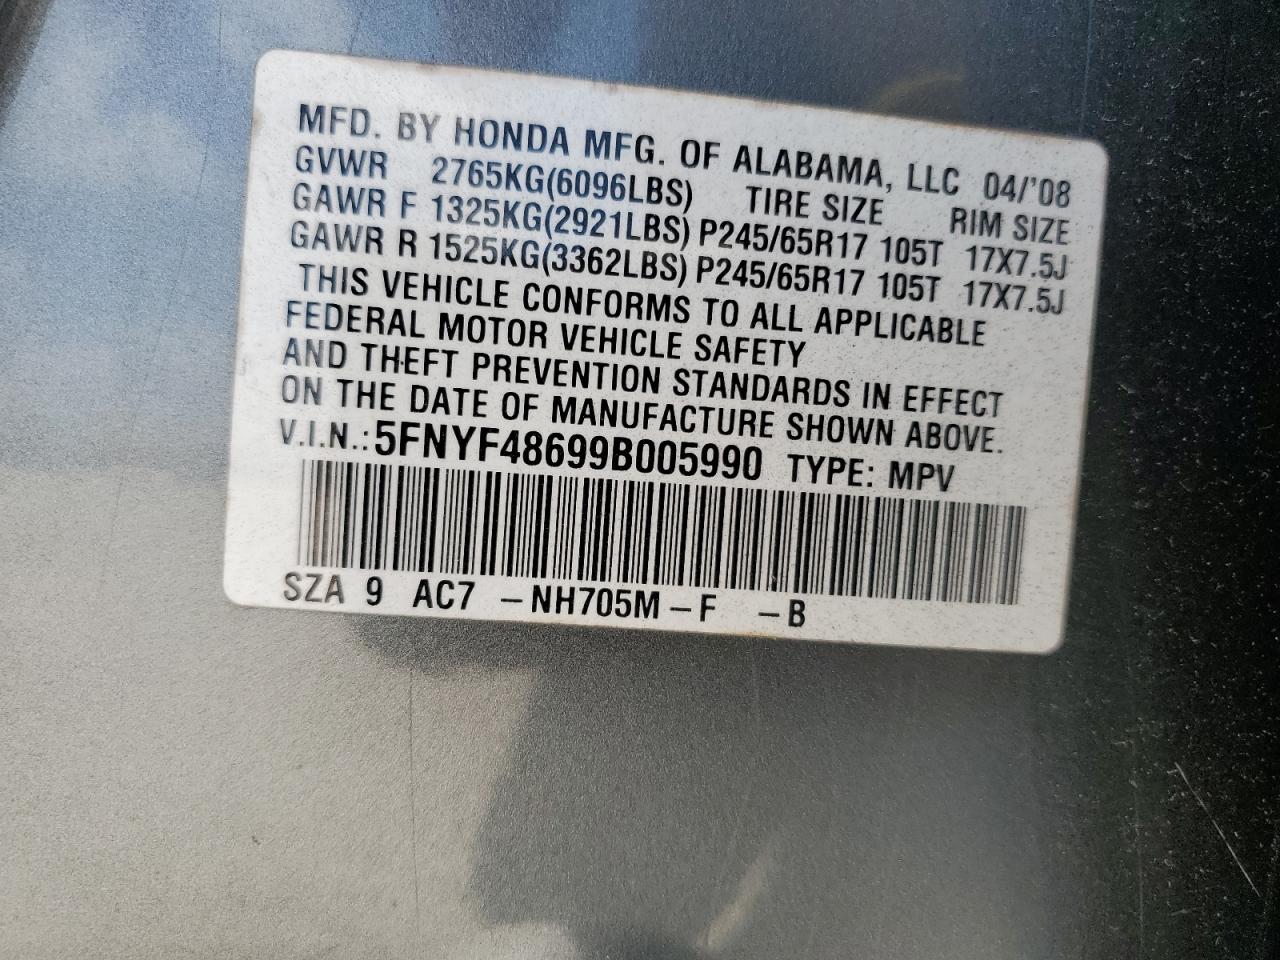 MFD. BY HONDA MFG. OF ALABAMA, LLC 04/'08
GVWR 2765KG(6096LBS) TIRE SIZE RIM SIZE
GAWR F 1325KG(2921LBS) P245/65R17 105T 17X7.5J
GAWR R 1525KG(3362LBS) P245/65R17 105T 17X7.5J
THIS VEHICLE CONFORMS TO ALL APPLICABLE
FEDERAL MOTOR VEHICLE SAFETY
AND THEFT PREVENTION STANDARDS IN EFFECT
ON THE DATE OF MANUFACTURE SHOWN ABOVE.
V.I.N.: 5FNYF48699B005990 TYPE: MPV
SZA 9 AC7 -NH705M-F -B